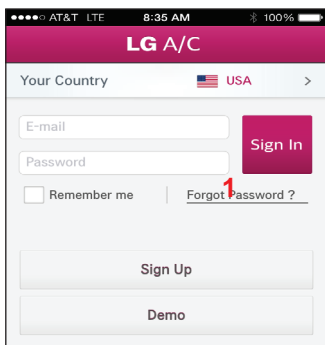 AT&T LTE 8:35 AM 100%
LG A/C
Your Country USA >
E-mail
Sign In
Password
Remember me Forgot Password ?
1
Sign Up
Demo